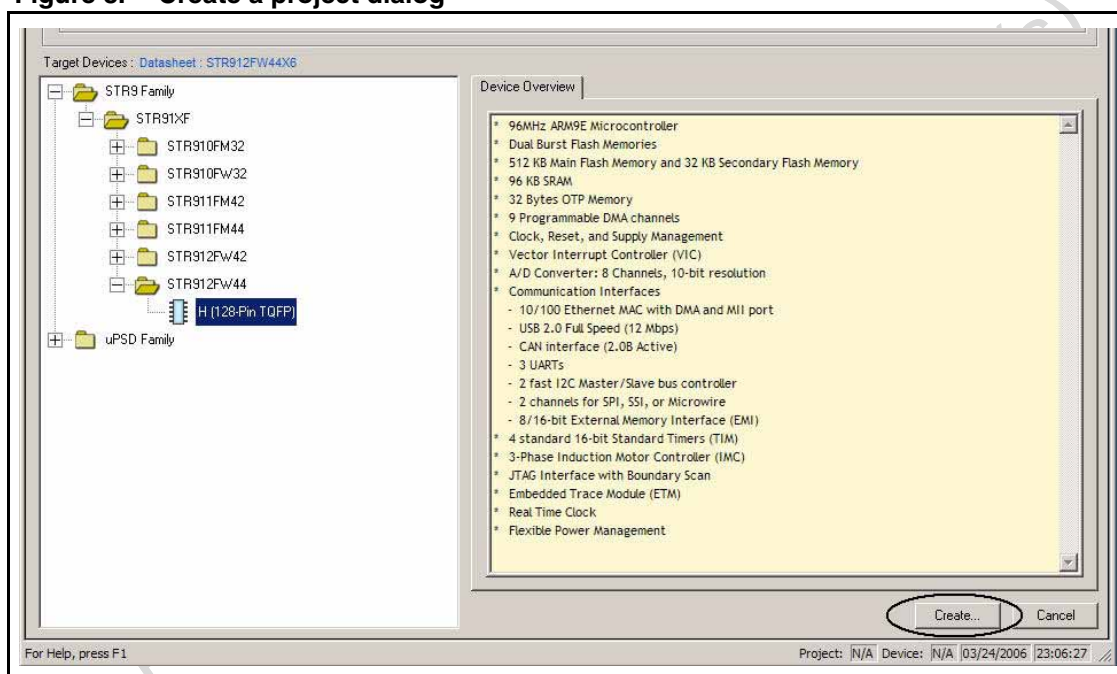 Create a project dialog
Target Devices : Datasheet : STR912FW44X6
STR9 Family
STR91XF
STR910FM32
STR910FW32
STR911FM42
STR911FM44
STR912FW42
STR912FW44
H (128-Pin TQFP)
uPSD Family
Device Overview
* 96MHz ARM9E Microcontroller
* Dual Burst Flash Memories
* 512 KB Main Flash Memory and 32 KB Secondary Flash Memory
* 96 KB SRAM
* 32 Bytes OTP Memory
* 9 Programmable DMA channels
* Clock, Reset, and Supply Management
* Vector Interrupt Controller (VIC)
* A/D Converter: 8 Channels, 10-bit resolution
* Communication Interfaces
- 10/100 Ethernet MAC with DMA and MII port
- USB 2.0 Full Speed (12 Mbps)
- CAN interface (2.0B Active)
- 3 UARTs
- 2 fast I2C Master/Slave bus controller
- 2 channels for SPI, SSI, or Microwire
- 8/16-bit External Memory Interface (EMI)
* 4 standard 16-bit Standard Timers (TIM)
* 3-Phase Induction Motor Controller (IMC)
* JTAG Interface with Boundary Scan
* Embedded Trace Module (ETM)
* Real Time Clock
* Flexible Power Management
Create... Cancel
For Help, press F1 Project: N/A Device: N/A 03/24/2006 23:06:27